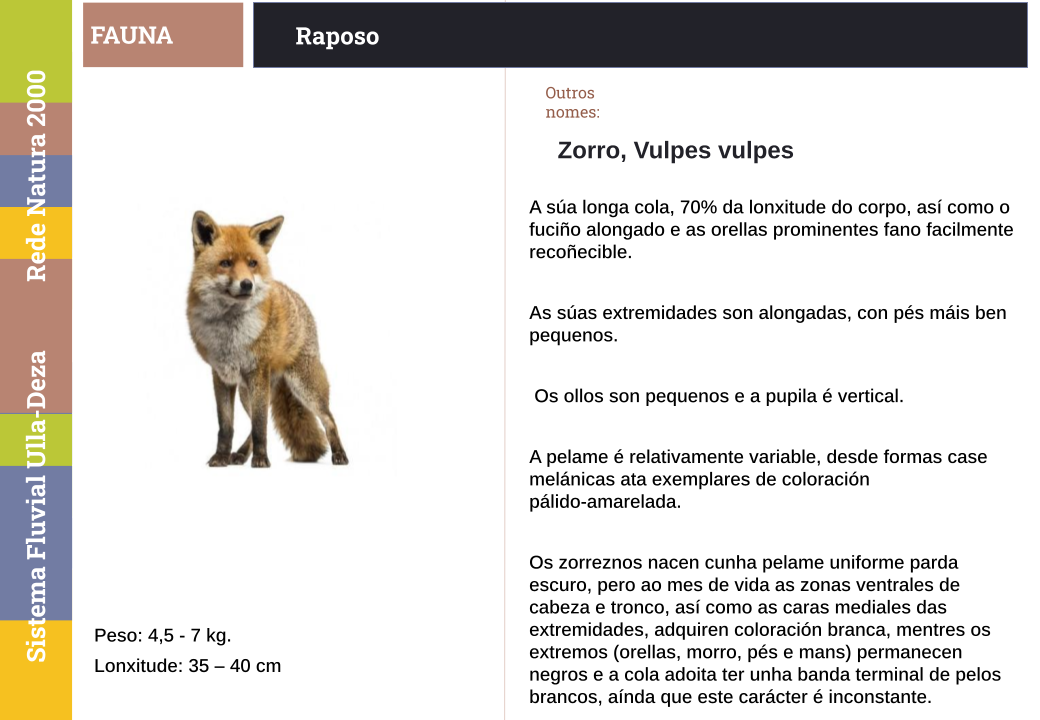 FAUNA
Raposo
Rede Natura 2000
Sistema Fluvial Ulla-Deza
Outros
nomes:
Zorro, Vulpes vulpes
A súa longa cola, 70% da lonxitude do corpo, así como o
fuciño alongado e as orellas prominentes fano facilmente
recoñecible.
As súas extremidades son alongadas, con pés máis ben
pequenos.
Os ollos son pequenos e a pupila é vertical.
A pelame é relativamente variable, desde formas case
melánicas ata exemplares de coloración
pálido-amarelada.
Os zorreznos nacen cunha pelame uniforme parda
escuro, pero ao mes de vida as zonas ventrales de
cabeza e tronco, así como as caras mediales das
extremidades, adquiren coloración branca, mentres os
extremos (orellas, morro, pés e mans) permanecen
negros e a cola adoita ter unha banda terminal de pelos
brancos, aínda que este carácter é inconstante.
Peso: 4,5 - 7 kg.
Lonxitude: 35 – 40 cm